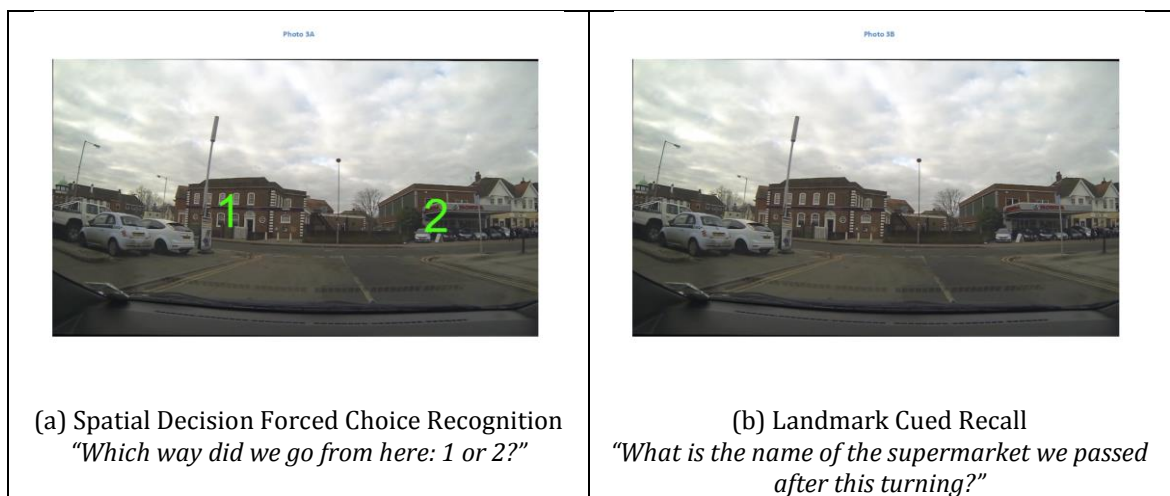 Photo 3A
1
2
(a) Spatial Decision Forced Choice Recognition
“Which way did we go from here: 1 or 2?”
Photo 3B
(b) Landmark Cued Recall
“What is the name of the supermarket we passed
after this turning?”